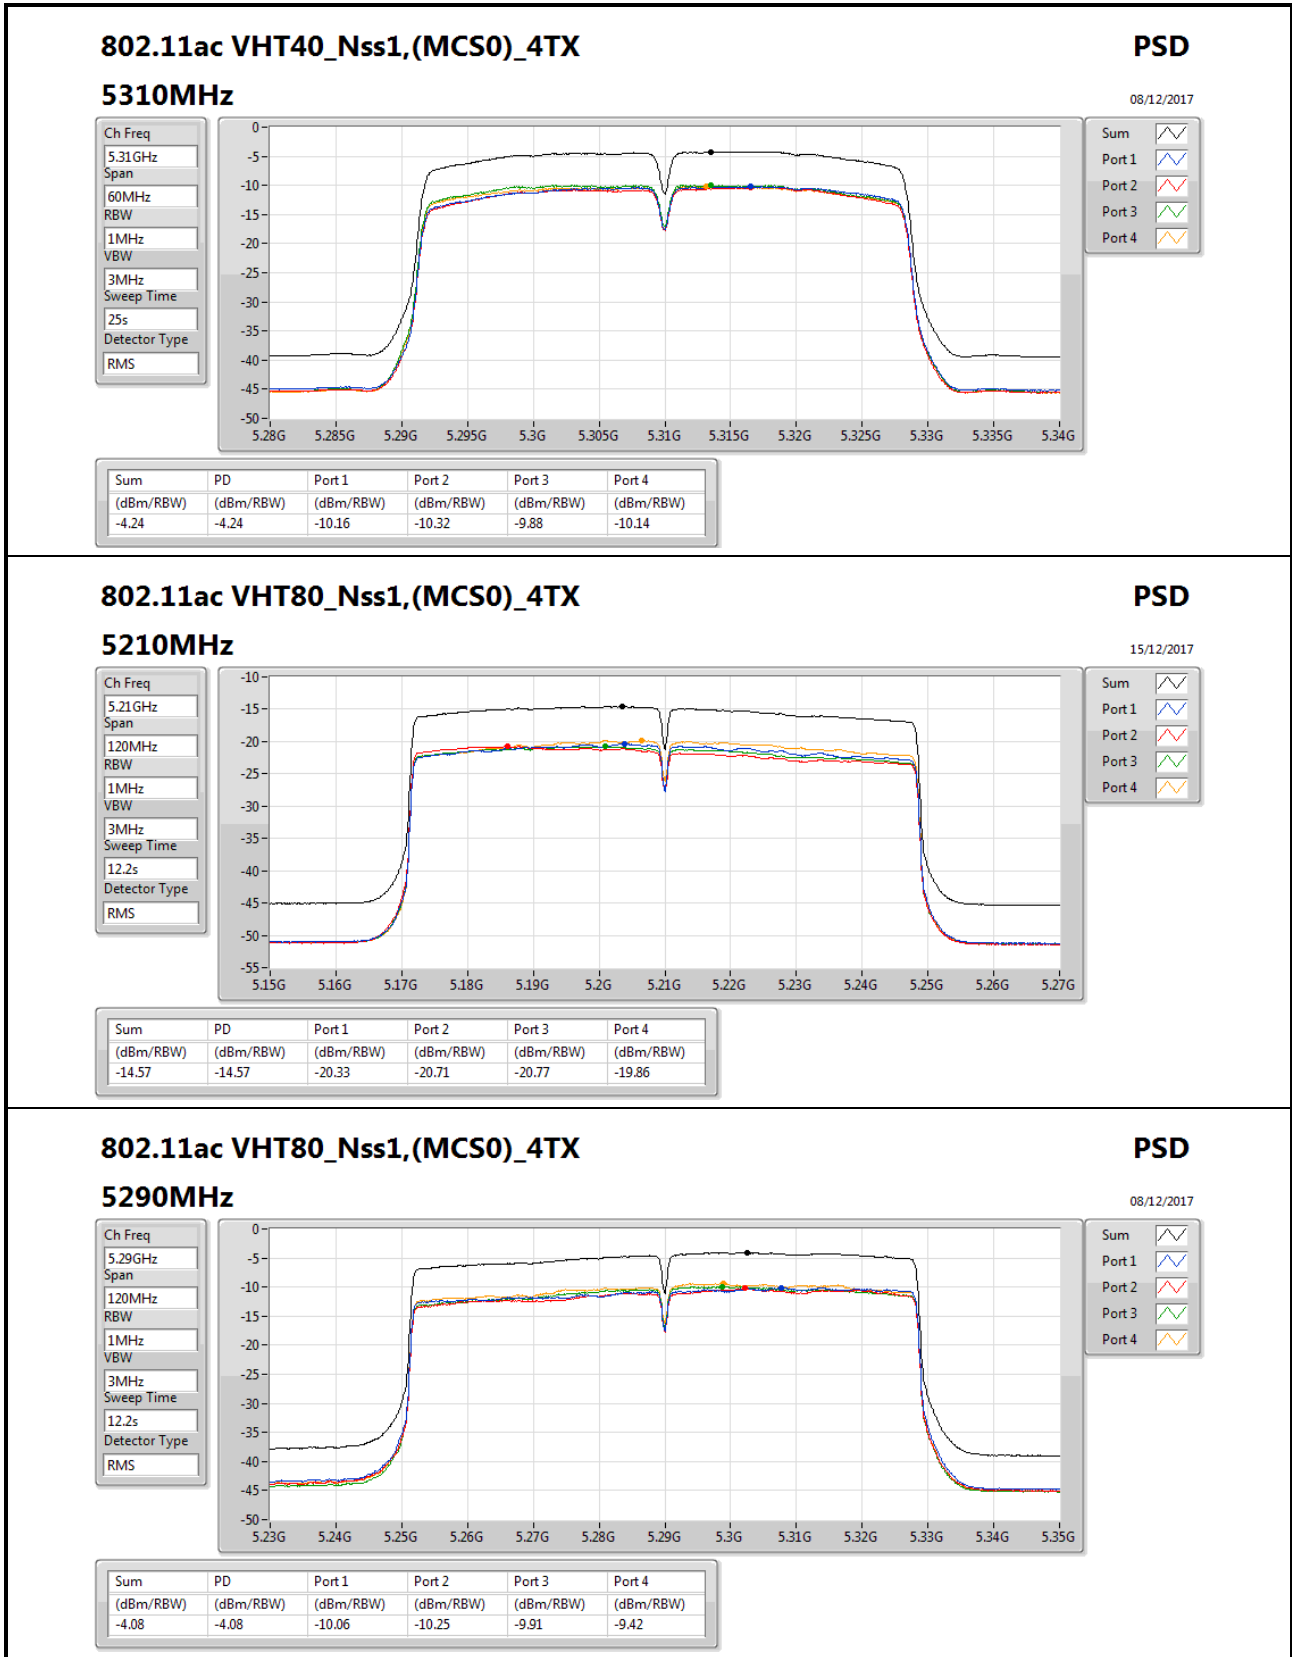 802.11ac VHT40_Nss1,(MCS0)_4TX PSD
5310MHz 08/12/2017
Ch Freq
5.31GHz
Span
60MHz
RBW
1MHz
VBW
3MHz
Sweep Time
25s
Detector Type
RMS
0
-5
-10
-15
-20
-25
-30
-35
-40
-45
-50
5.28G 5.285G 5.29G 5.295G 5.3G 5.305G 5.31G 5.315G 5.32G 5.325G 5.33G 5.335G 5.34G
Sum
Port 1
Port 2
Port 3
Port 4
Sum PD Port 1 Port 2 Port 3 Port 4
(dBm/RBW) (dBm/RBW) (dBm/RBW) (dBm/RBW) (dBm/RBW) (dBm/RBW)
-4.24 -4.24 -10.16 -10.32 -9.88 -10.14
802.11ac VHT80_Nss1,(MCS0)_4TX PSD
5210MHz 15/12/2017
Ch Freq
5.21GHz
Span
120MHz
RBW
1MHz
VBW
3MHz
Sweep Time
12.2s
Detector Type
RMS
-10
-15
-20
-25
-30
-35
-40
-45
-50
-55
5.15G 5.16G 5.17G 5.18G 5.19G 5.2G 5.21G 5.22G 5.23G 5.24G 5.25G 5.26G 5.27G
Sum
Port 1
Port 2
Port 3
Port 4
Sum PD Port 1 Port 2 Port 3 Port 4
(dBm/RBW) (dBm/RBW) (dBm/RBW) (dBm/RBW) (dBm/RBW) (dBm/RBW)
-14.57 -14.57 -20.33 -20.71 -20.77 -19.86
802.11ac VHT80_Nss1,(MCS0)_4TX PSD
5290MHz 08/12/2017
Ch Freq
5.29GHz
Span
120MHz
RBW
1MHz
VBW
3MHz
Sweep Time
12.2s
Detector Type
RMS
0
-5
-10
-15
-20
-25
-30
-35
-40
-45
-50
5.23G 5.24G 5.25G 5.26G 5.27G 5.28G 5.29G 5.3G 5.31G 5.32G 5.33G 5.34G 5.35G
Sum
Port 1
Port 2
Port 3
Port 4
Sum PD Port 1 Port 2 Port 3 Port 4
(dBm/RBW) (dBm/RBW) (dBm/RBW) (dBm/RBW) (dBm/RBW) (dBm/RBW)
-4.08 -4.08 -10.06 -10.25 -9.91 -9.42